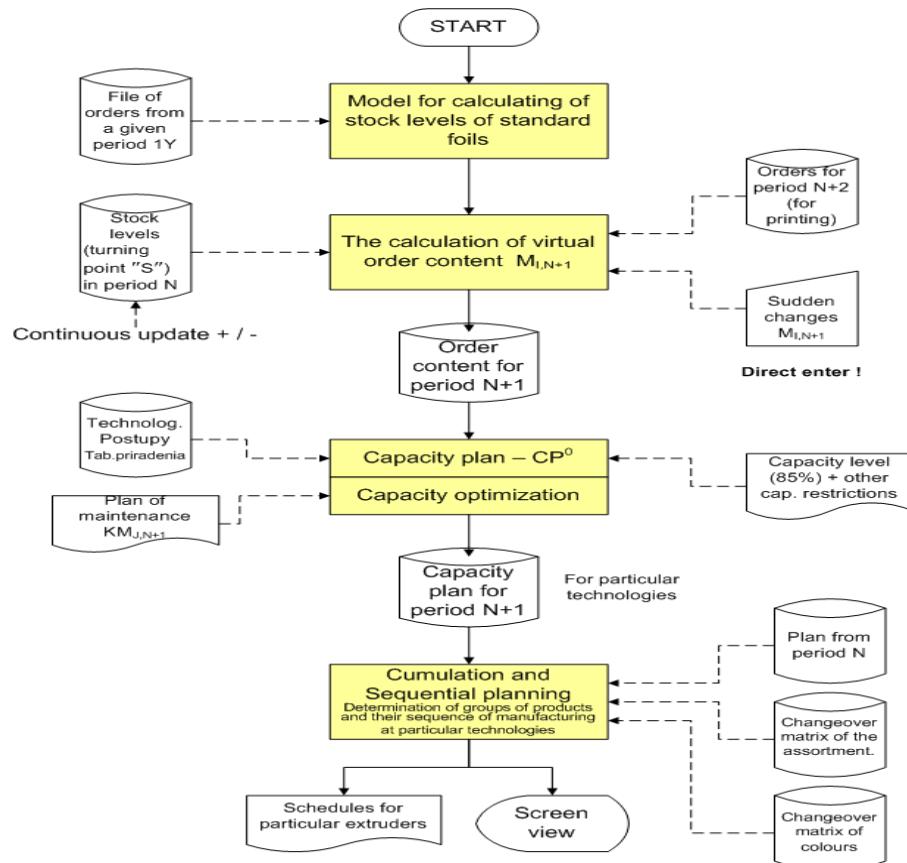 START
File of
orders from
a given
period 1Y
Model for calculating of
stock levels of standard
foils
Orders for
period N+2
(for
printing)
Stock
levels
(turning
point "S")
in period N
The calculation of virtual
order content M_{I,N+1}
Sudden
changes
M_{I,N+1}
Continuous update + / -
Direct enter !
Order
content for
period N+1
Technolog.
Postupy
Tab.priradenia
Capacity plan – CP⁰
Capacity optimization
Capacity level
(85%) + other
cap. restrictions
Plan of
maintenance
KM_{J,N+1}
Capacity
plan for
period N+1
For particular
technologies
Plan from
period N
Cumulation and
Sequential planning
Determination of groups of products
and their sequence of manufacturing
at particular technologies
Changeover
matrix of the
assortment.
Schedules for
particular extruders
Screen
view
Changeover
matrix of
colours